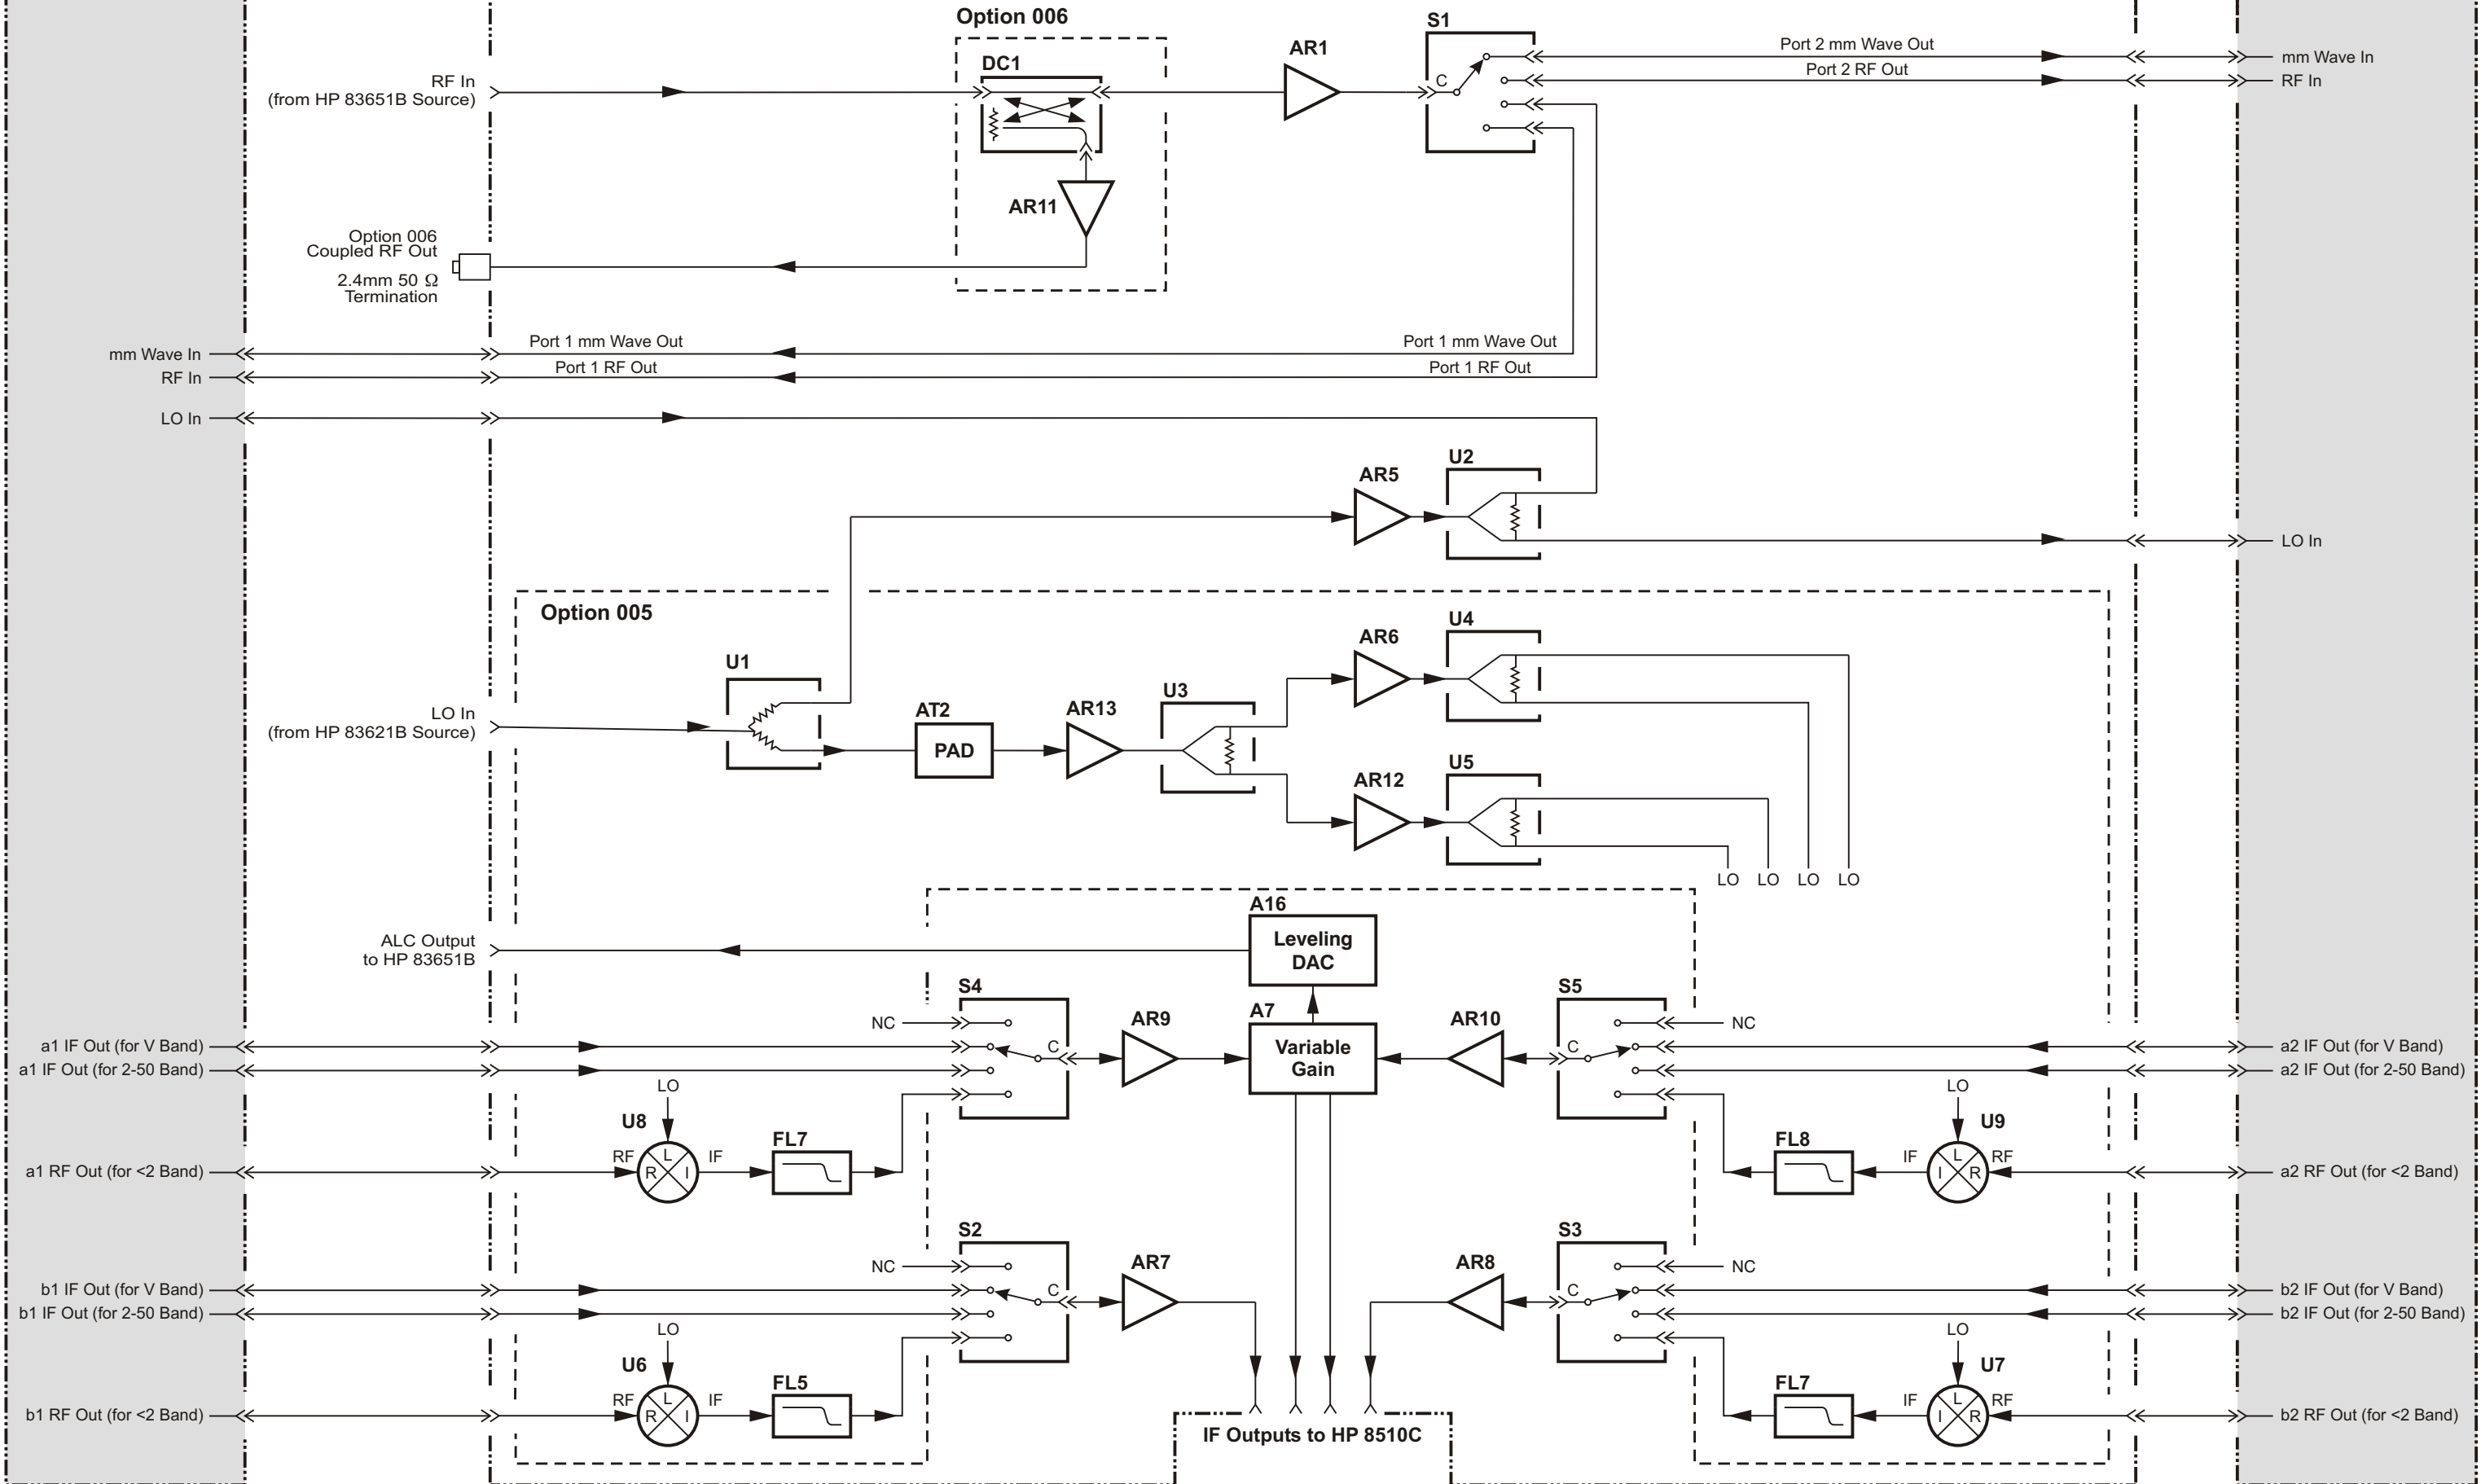 Option 006
S1
DC1
AR1
C
Port 2 mm Wave Out
mm Wave In
Port 2 RF Out
RF In
RF In
(from HP 83651B Source)
AR11
Option 006
Coupled RF Out
2.4mm 50 Ω
Termination
mm Wave In
Port 1 mm Wave Out
Port 1 mm Wave Out
RF In
Port 1 RF Out
Port 1 RF Out
LO In
U2
AR5
LO In
Option 005
U4
AR6
U1
U3
AT2
AR13
PAD
LO In
(from HP 83621B Source)
U5
AR12
LO
LO
LO
LO
A16
Leveling
DAC
ALC Output
to HP 83651B
S4
S5
A7
Variable
Gain
AR9
AR10
NC
NC
C
C
a1 IF Out (for V Band)
a2 IF Out (for V Band)
a1 IF Out (for 2-50 Band)
a2 IF Out (for 2-50 Band)
LO
LO
U8
U9
FL7
FL8
RF
L
R
I
IF
IF
L
I
R
RF
a1 RF Out (for <2 Band)
a2 RF Out (for <2 Band)
S2
S3
AR7
AR8
NC
NC
C
C
b1 IF Out (for V Band)
b2 IF Out (for V Band)
b1 IF Out (for 2-50 Band)
b2 IF Out (for 2-50 Band)
LO
LO
U6
U7
FL5
FL7
RF
L
R
I
IF
IF
L
I
R
RF
b1 RF Out (for <2 Band)
b2 RF Out (for <2 Band)
IF Outputs to HP 8510C